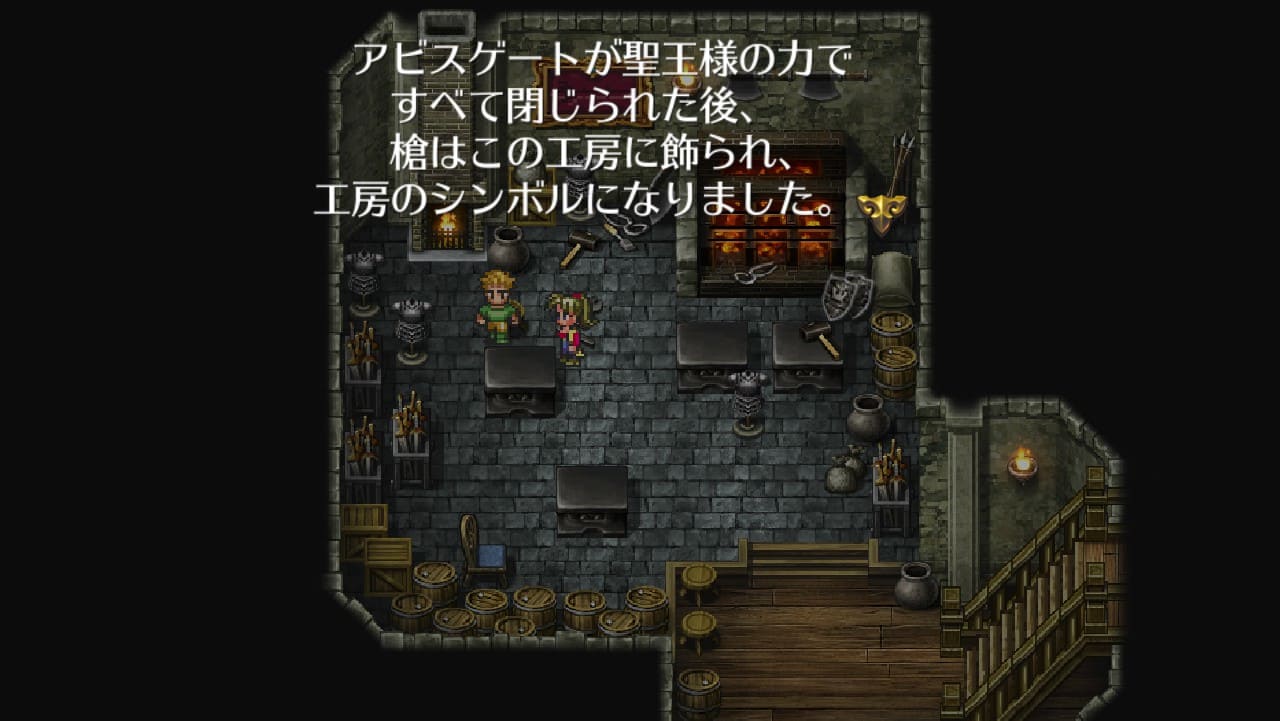 アビスゲートが聖王様の力で
すべて閉じられた後、
槍はこの工房に飾られ、
工房のシンボルになりました。